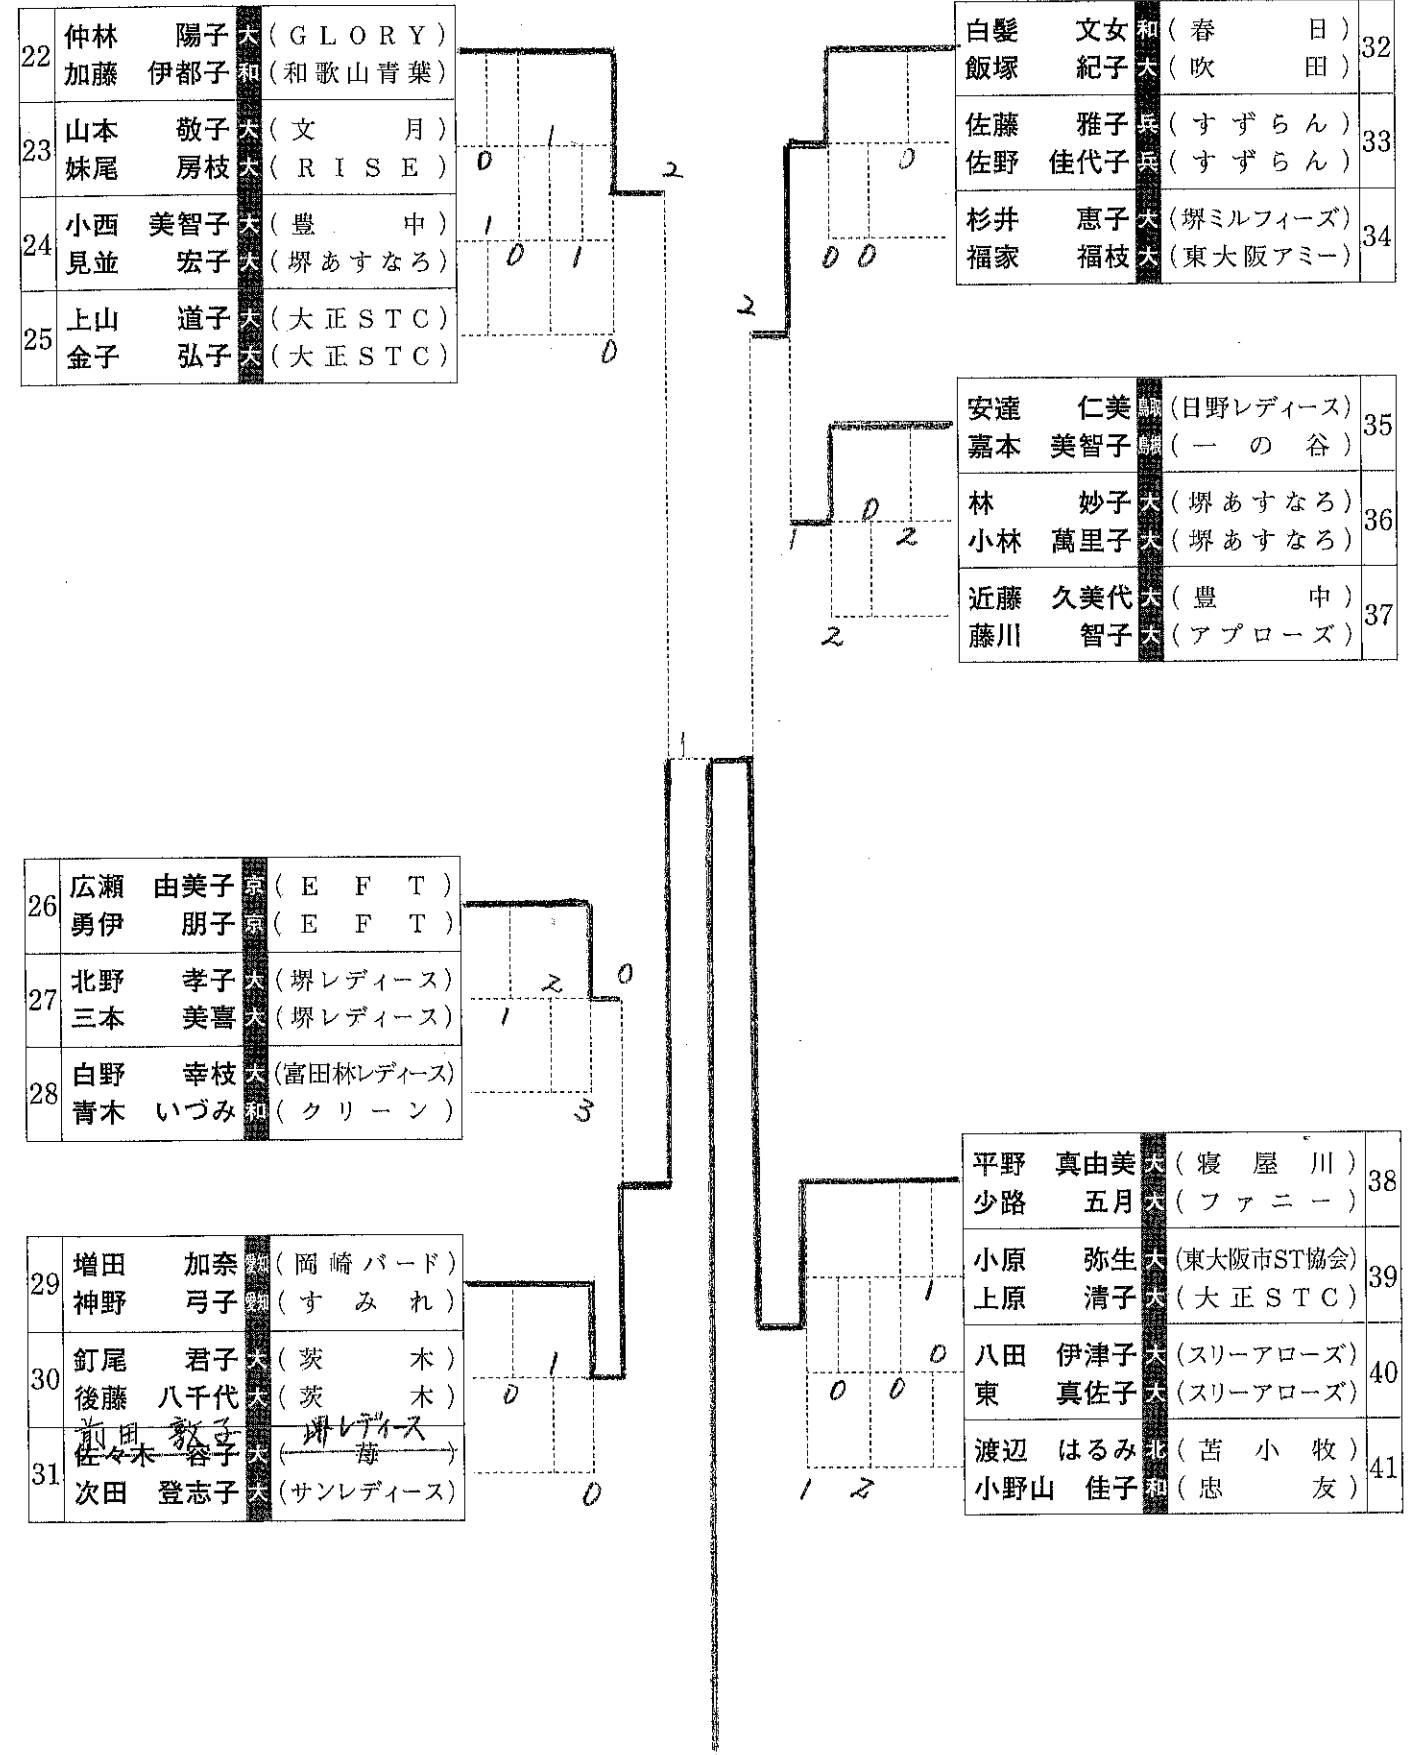 22
仲林 陽子 大 (GLORY)
加藤 伊都子 和 (和歌山青葉)
23
山本 敬子 大 (文月)
妹尾 房枝 大 (RISE)
24
小西 美智子 大 (豊中)
見並 宏子 大 (堺あすなろ)
25
上山 道子 大 (大正STC)
金子 弘子 大 (大正STC)
0
1
1
0
1
0
2
26
広瀬 由美子 京 (EFT)
勇伊 朋子 京 (EFT)
27
北野 孝子 大 (堺レディース)
三本 美喜 大 (堺レディース)
28
白野 幸枝 大 (富田林レディース)
青木 いづみ 和 (クリーン)
1
2
3
0
29
増田 加奈 愛知 (岡崎バード)
神野 弓子 愛知 (すみれ)
30
釘尾 君子 大 (茨木)
後藤 八千代 大 (茨木)
31
前田 敦子 堺レディース
佐々木 容子 大 (苺)
次田 登志子 大 (サンレディース)
0
1
0
1
白髪 文女 和 (春日)
飯塚 紀子 大 (吹田)
32
佐藤 雅子 兵 (すずらん)
佐野 佳代子 兵 (すずらん)
33
杉井 恵子 大 (堺ミルフィーズ)
福家 福枝 大 (東大阪アミー)
34
0
0 0
2
安達 仁美 鳥取 (日野レディース)
嘉本 美智子 島根 (一の谷)
35
林 妙子 大 (堺あすなろ)
小林 萬里子 大 (堺あすなろ)
36
近藤 久美代 大 (豊中)
藤川 智子 大 (アプローズ)
37
0
2
1
2
平野 真由美 大 (寝屋川)
少路 五月 大 (ファニー)
38
小原 弥生 大 (東大阪市ST協会)
上原 清子 大 (大正STC)
39
八田 伊津子 大 (スリーアローズ)
東 真佐子 大 (スリーアローズ)
40
渡辺 はるみ 北 (苫小牧)
小野山 佳子 和 (忠友)
41
1
0
0 0
1 2